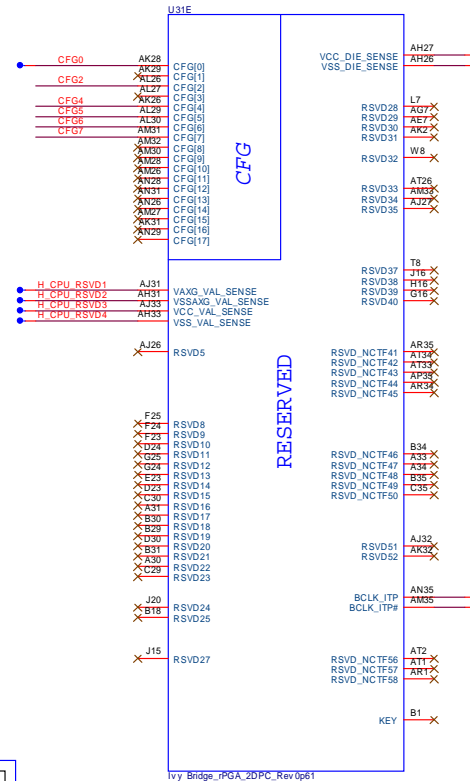 U31E
CFG0 AK28 CFG[0]
AK29 CFG[1]
CFG2 AL26 CFG[2]
AL27 CFG[3]
CFG4 AK26 CFG[4]
CFG5 AL29 CFG[5]
CFG6 AL30 CFG[6]
CFG7 AM31 CFG[7]
AM32 CFG[8]
AM30 CFG[9]
AM28 CFG[10]
AM26 CFG[11]
AN28 CFG[12]
AN31 CFG[13]
AN26 CFG[14]
AM27 CFG[15]
AK31 CFG[16]
AN29 CFG[17]
CFG
H_CPU_RSVD1 AJ31 VAXG_VAL_SENSE
H_CPU_RSVD2 AH31 VSSAXG_VAL_SENSE
H_CPU_RSVD3 AJ33 VCC_VAL_SENSE
H_CPU_RSVD4 AH33 VSS_VAL_SENSE
AJ26 RSVD5
F25 RSVD8
F24 RSVD9
F23 RSVD10
D24 RSVD11
G25 RSVD12
G24 RSVD13
E23 RSVD14
D23 RSVD15
C30 RSVD16
A31 RSVD17
B30 RSVD18
B29 RSVD19
D30 RSVD20
B31 RSVD21
A30 RSVD22
C29 RSVD23
J20 RSVD24
B18 RSVD25
J15 RSVD27
RESERVED
VCC_DIE_SENSE AH27
VSS_DIE_SENSE AH26
RSVD28 L7
RSVD29 AG7
RSVD30 AE7
RSVD31 AK2
RSVD32 W8
RSVD33 AT26
RSVD34 AM33
RSVD35 AJ27
RSVD37 T8
RSVD38 J16
RSVD39 H16
RSVD40 G16
RSVD_NCTF41 AR35
RSVD_NCTF42 AT34
RSVD_NCTF43 AT33
RSVD_NCTF44 AP35
RSVD_NCTF45 AR34
RSVD_NCTF46 B34
RSVD_NCTF47 A33
RSVD_NCTF48 A34
RSVD_NCTF49 B35
RSVD_NCTF50 C35
RSVD51 AJ32
RSVD52 AK32
BCLK_ITP AN35
BCLK_ITP# AM35
RSVD_NCTF56 AT2
RSVD_NCTF57 AT1
RSVD_NCTF58 AR1
KEY B1
Ivy Bridge_rPGA_2DPC_Rev0p61